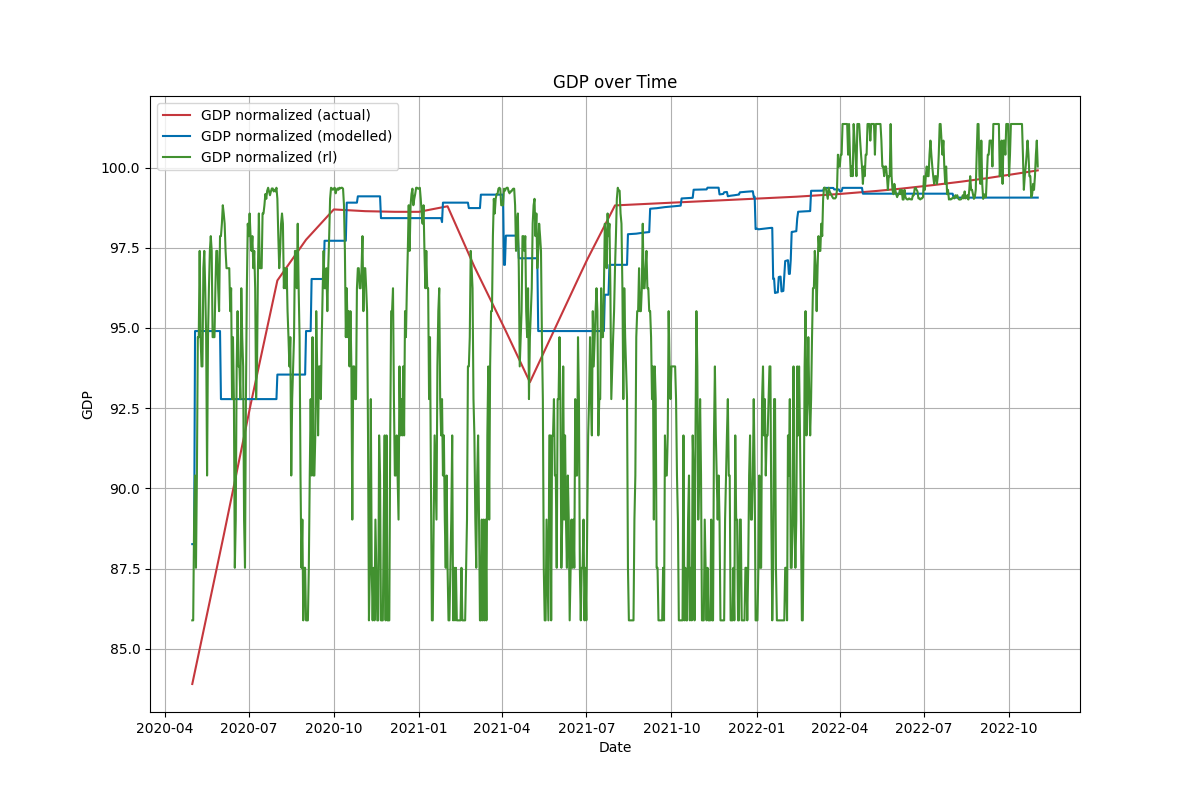 GDP over Time
GDP normalized (actual)
GDP normalized (modelled)
GDP normalized (rl)
100.0
97.5
95.0
92.5
90.0
87.5
85.0
GDP
2020-04 2020-07 2020-10 2021-01 2021-04 2021-07 2021-10 2022-01 2022-04 2022-07 2022-10
Date